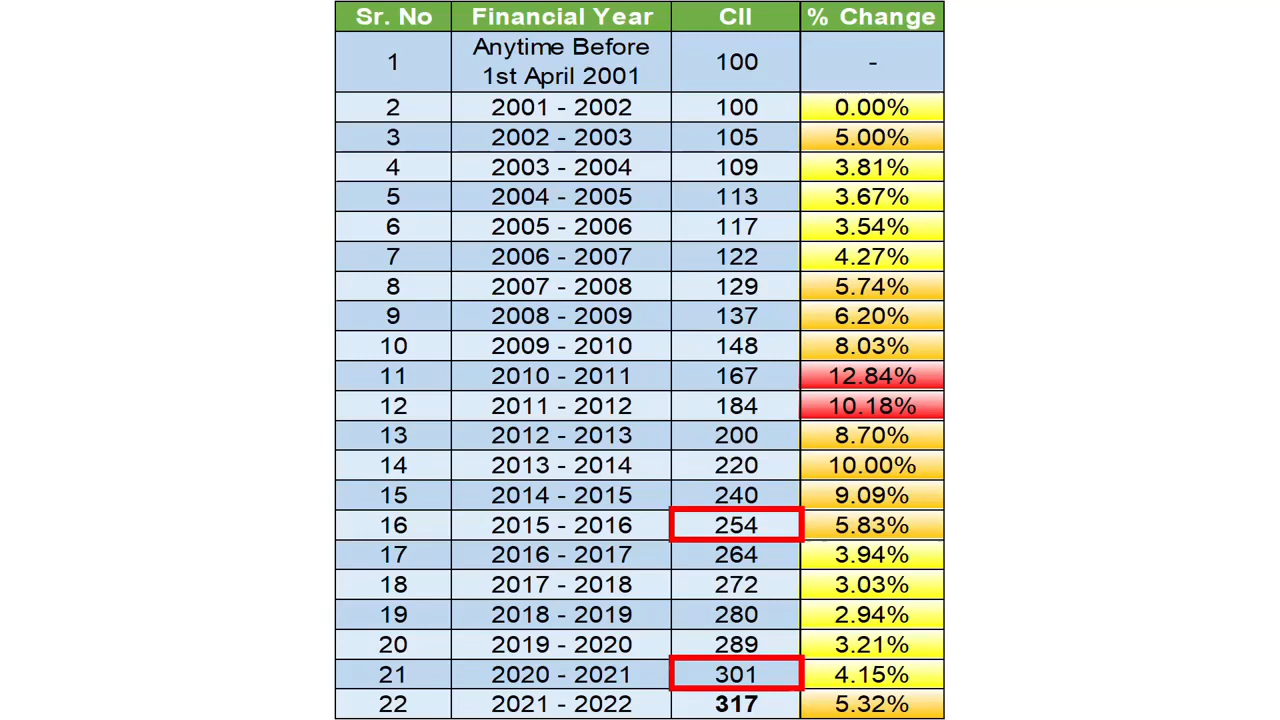 Sr. No Financial Year CII % Change
1 Anytime Before 1st April 2001 100 -
2 2001 - 2002 100 0.00%
3 2002 - 2003 105 5.00%
4 2003 - 2004 109 3.81%
5 2004 - 2005 113 3.67%
6 2005 - 2006 117 3.54%
7 2006 - 2007 122 4.27%
8 2007 - 2008 129 5.74%
9 2008 - 2009 137 6.20%
10 2009 - 2010 148 8.03%
11 2010 - 2011 167 12.84%
12 2011 - 2012 184 10.18%
13 2012 - 2013 200 8.70%
14 2013 - 2014 220 10.00%
15 2014 - 2015 240 9.09%
16 2015 - 2016 254 5.83%
17 2016 - 2017 264 3.94%
18 2017 - 2018 272 3.03%
19 2018 - 2019 280 2.94%
20 2019 - 2020 289 3.21%
21 2020 - 2021 301 4.15%
22 2021 - 2022 317 5.32%